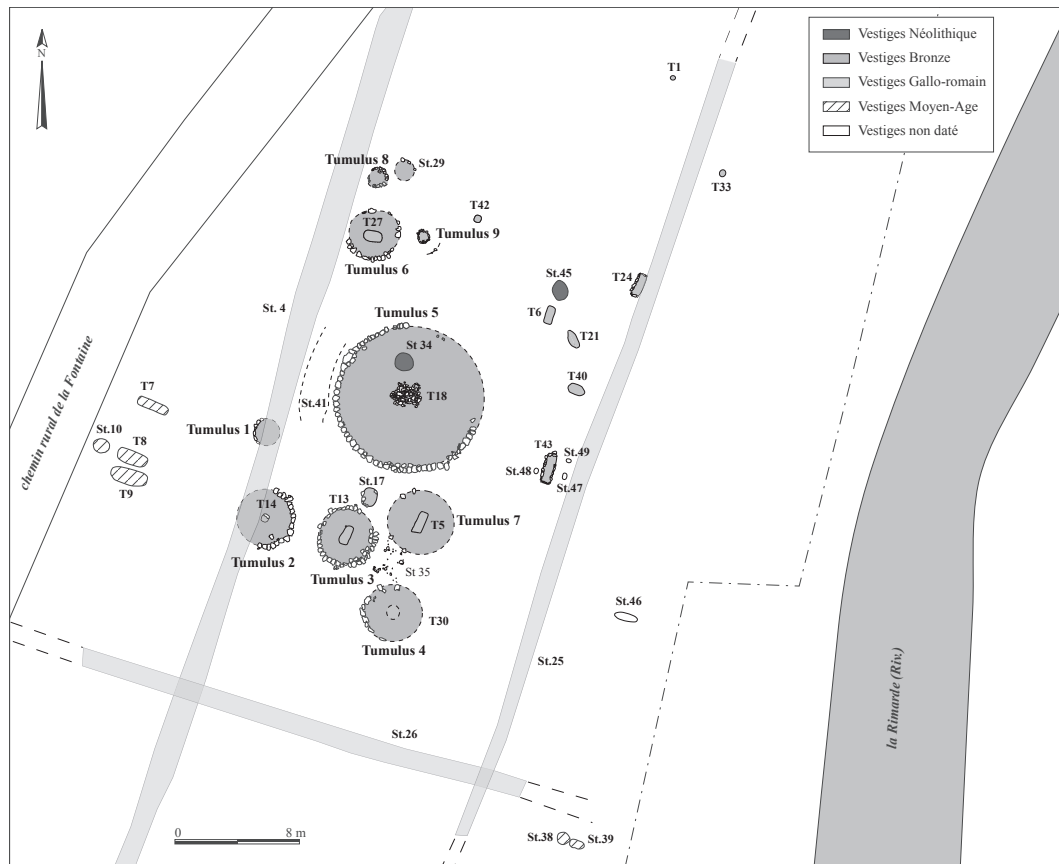 N
Vestiges Néolithique
Vestiges Bronze
Vestiges Gallo-romain
Vestiges Moyen-Age
Vestiges non daté
T1
Tumulus 8
St.29
T33
T42
T27
Tumulus 9
Tumulus 6
St.45
T24
St. 4
T6
Tumulus 5
T21
St 34
T40
T18
chemin rural de la Fontaine
T7
St.41
Tumulus 1
St.10
T8
T43
St.49
St.48
St.47
T9
St.17
T14
T13
T5
Tumulus 7
Tumulus 2
Tumulus 3
St 35
St.46
T30
Tumulus 4
St.25
la Rimarde (Riv.)
St.26
0 8 m
St.38
St.39